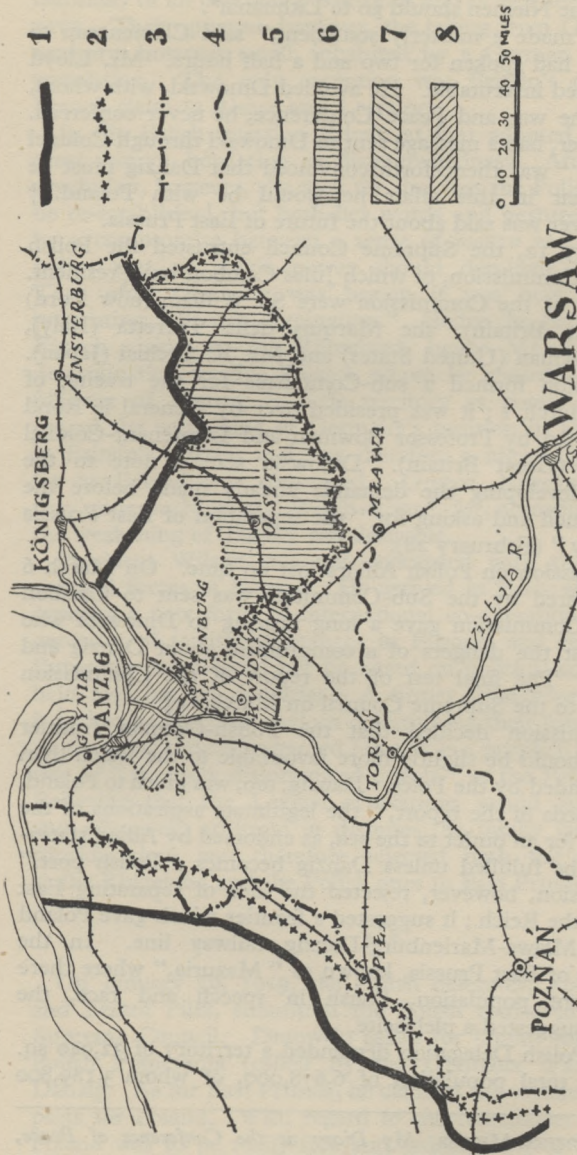 KÖNIGSBERG
INSTERBURG
GDYNIA
DANZIG
MARIENBURG
TCZEW
KWIDZYŃ
OLSZTYN
MŁAWA
TORUŃ
PIŁA
POZNAŃ
Vistula R.
WARSAW
I
I
I
I
I
1
2
3
4
5
6
7
8
0 10 20 30 40 50 MILES